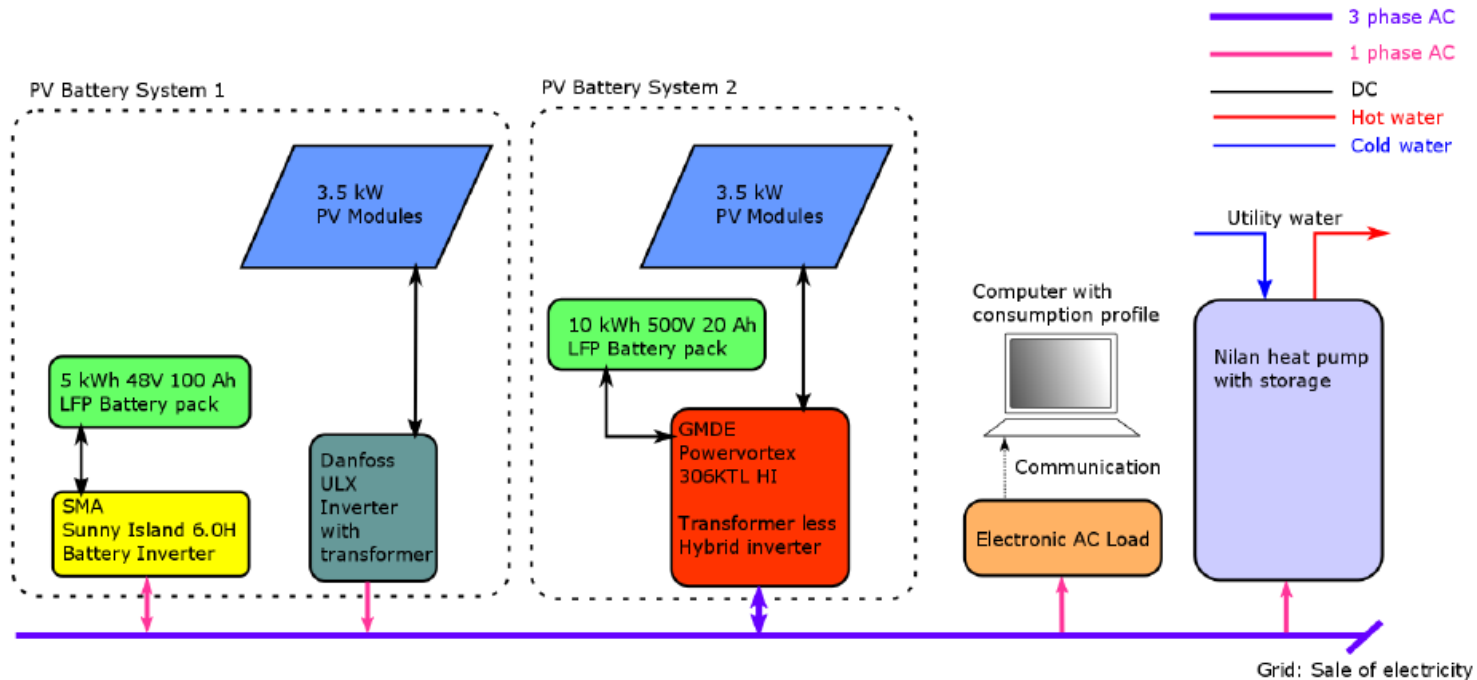 3 phase AC
1 phase AC
DC
Hot water
Cold water
PV Battery System 1
PV Battery System 2
3.5 kW
PV Modules
3.5 kW
PV Modules
Utility water
5 kWh 48V 100 Ah
LFP Battery pack
10 kWh 500V 20 Ah
LFP Battery pack
Computer with
consumption profile
Nilan heat pump
with storage
SMA
Sunny Island 6.0H
Battery Inverter
Danfoss
ULX
Inverter
with
transformer
GMDE
Powervortex
306KTL HI
Transformer less
Hybrid inverter
Communication
Electronic AC Load
Grid: Sale of electricity